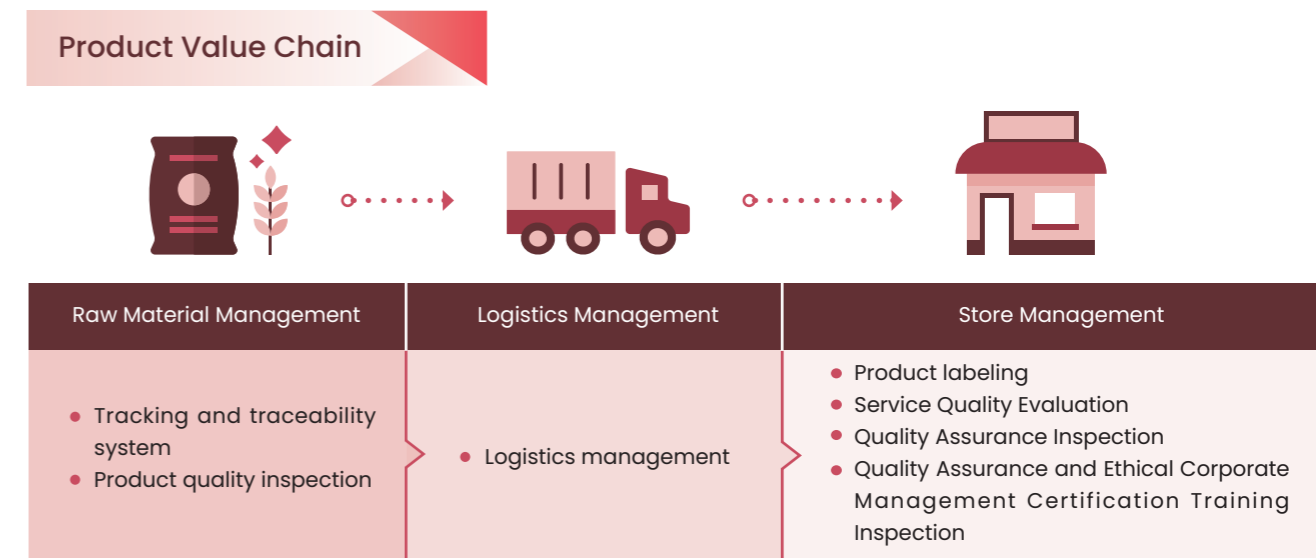 Product Value Chain
Raw Material Management
Logistics Management
Store Management
Tracking and traceability
system
Product quality inspection
Logistics management
Product labeling
Service Quality Evaluation
Quality Assurance Inspection
Quality Assurance and Ethical Corporate
Management Certification Training
Inspection